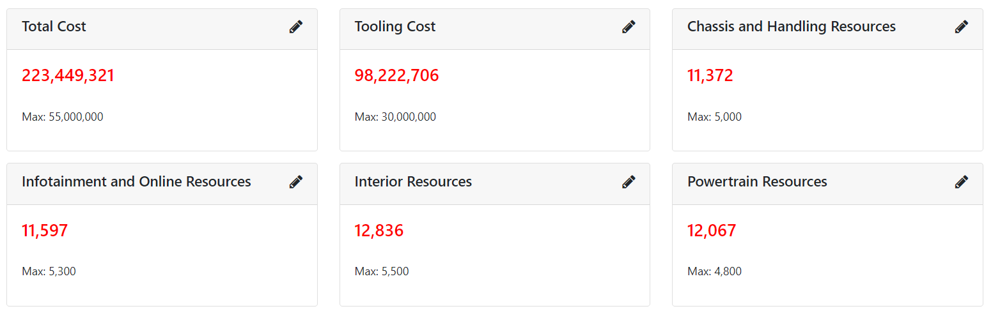 Total Cost
223,449,321
Max: 55,000,000
Tooling Cost
98,222,706
Max: 30,000,000
Chassis and Handling Resources
11,372
Max: 5,000
Infotainment and Online Resources
11,597
Max: 5,300
Interior Resources
12,836
Max: 5,500
Powertrain Resources
12,067
Max: 4,800